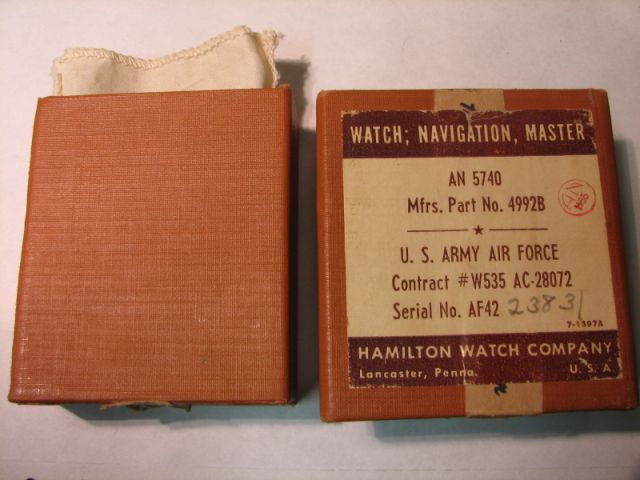 WATCH; NAVIGATION, MASTER
AN 5740
Mfrs. Part No. 4992B
U. S. ARMY AIR FORCE
Contract #W535 AC-28072
Serial No. AF42 23831
7-1397A
HAMILTON WATCH COMPANY
Lancaster, Penna. U. S. A.